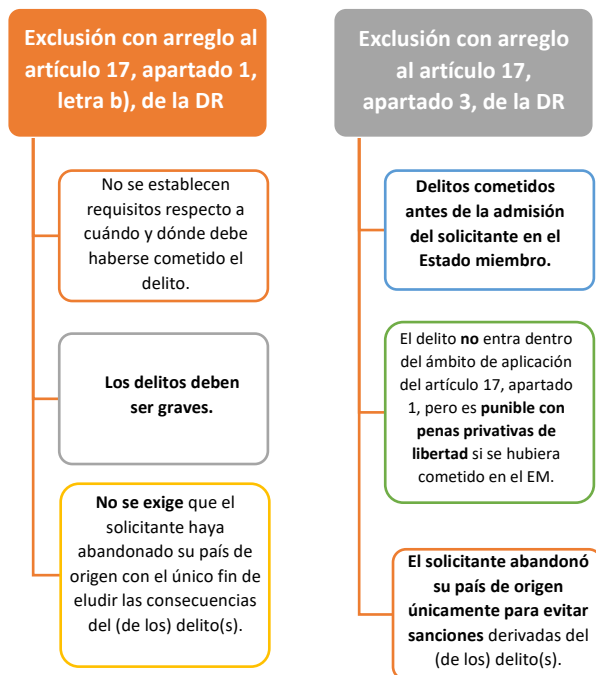 Exclusión con arreglo al
artículo 17, apartado 1,
letra b), de la DR
No se establecen
requisitos respecto a
cuándo y dónde debe
haberse cometido el
delito.
Los delitos deben
ser graves.
No se exige que el
solicitante haya
abandonado su país de
origen con el único fin de
eludir las consecuencias
del (de los) delito(s).
Exclusión con arreglo
al artículo 17,
apartado 3, de la DR
Delitos cometidos
antes de la admisión
del solicitante en el
Estado miembro.
El delito no entra dentro
del ámbito de aplicación
del artículo 17, apartado
1, pero es punible con
penas privativas de
libertad si se hubiera
cometido en el EM.
El solicitante abandonó
su país de origen
únicamente para evitar
sanciones derivadas del
(de los) delito(s).